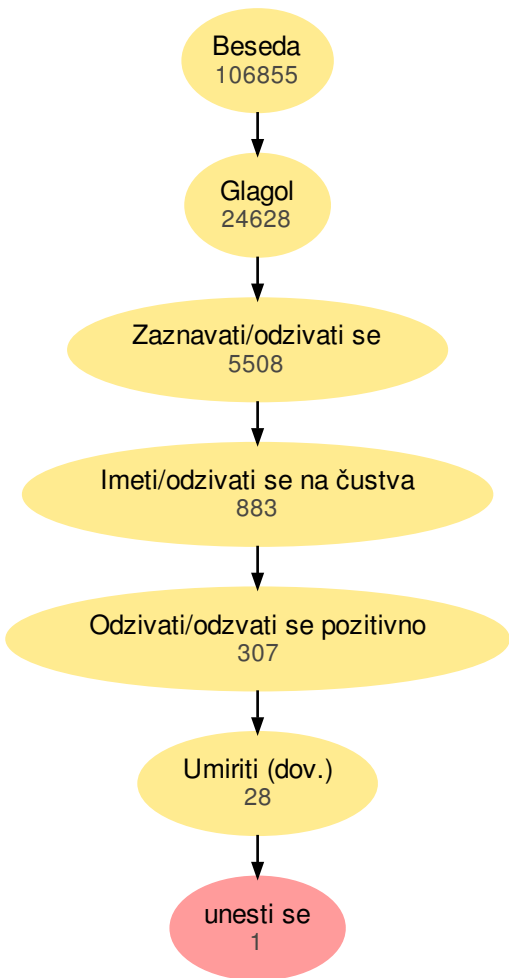 Beseda
106855
Glagol
24628
Zaznavati/odzivati se
5508
Imeti/odzivati se na čustva
883
Odzivati/odzvati se pozitivno
307
Umiriti (dov.)
28
unesti se
1